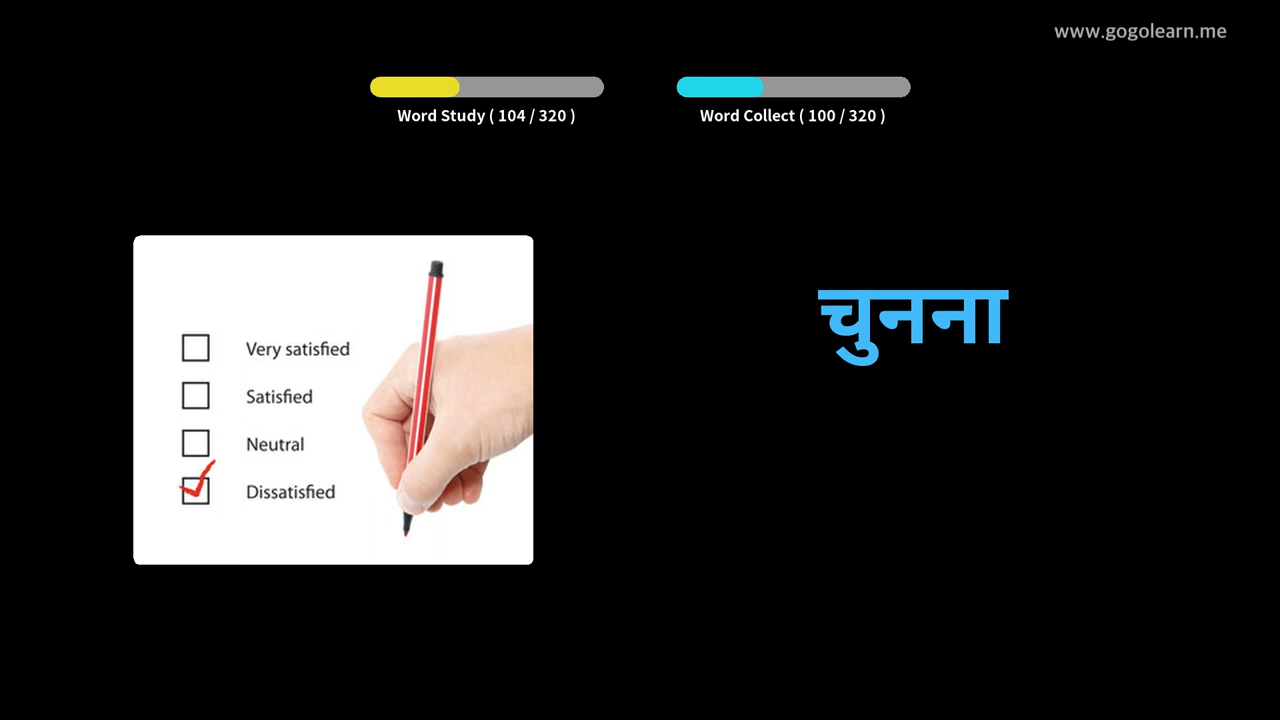 www.gogolearn.me
Word Study ( 104 / 320 )
Word Collect ( 100 / 320 )
Very satisfied
Satisfied
Neutral
Dissatisfied
चुनना